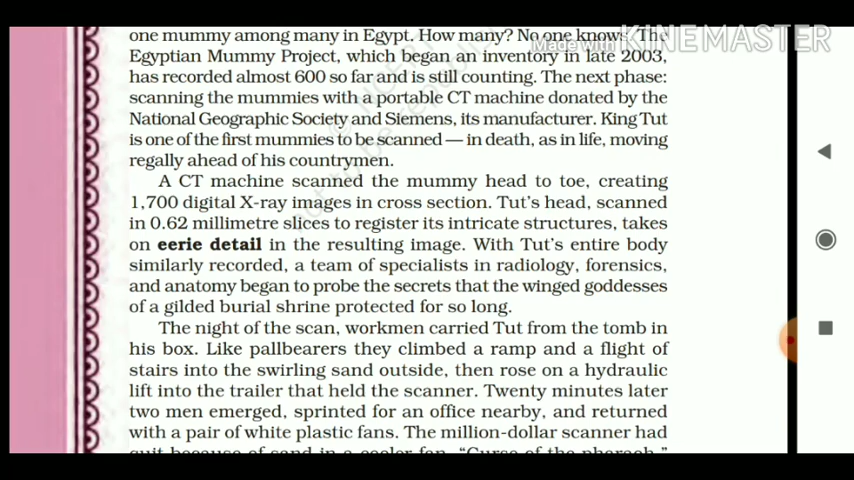 one mummy among many in Egypt. How many? No one knows. The
Made with KINEMASTER
Egyptian Mummy Project, which began an inventory in late 2003,
has recorded almost 600 so far and is still counting. The next phase:
scanning the mummies with a portable CT machine donated by the
National Geographic Society and Siemens, its manufacturer. King Tut
is one of the first mummies to be scanned — in death, as in life, moving
regally ahead of his countrymen.
A CT machine scanned the mummy head to toe, creating
1,700 digital X-ray images in cross section. Tut's head, scanned
in 0.62 millimetre slices to register its intricate structures, takes
on eerie detail in the resulting image. With Tut's entire body
similarly recorded, a team of specialists in radiology, forensics,
and anatomy began to probe the secrets that the winged goddesses
of a gilded burial shrine protected for so long.
The night of the scan, workmen carried Tut from the tomb in
his box. Like pallbearers they climbed a ramp and a flight of
stairs into the swirling sand outside, then rose on a hydraulic
lift into the trailer that held the scanner. Twenty minutes later
two men emerged, sprinted for an office nearby, and returned
with a pair of white plastic fans. The million-dollar scanner had
quit because of sand in a cooler fan. “Curse of the pharaoh,”